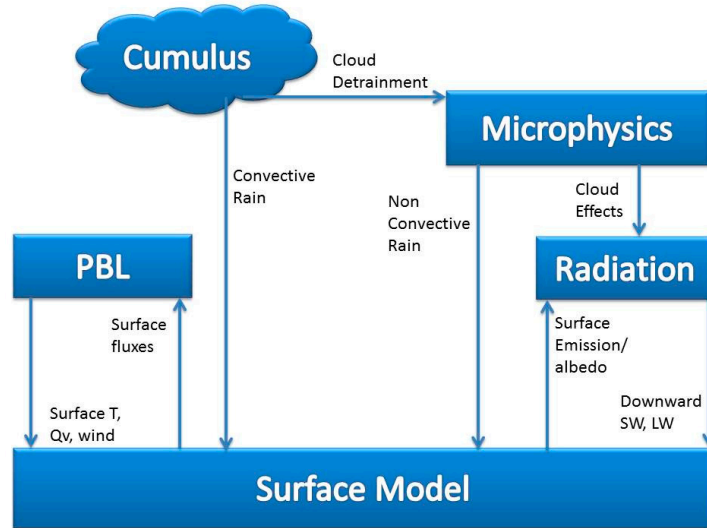 Cumulus
Cloud
Detrainment
Microphysics
Convective
Rain
Non
Convective
Rain
Cloud
Effects
PBL
Radiation
Surface
fluxes
Surface
Emission/
albedo
Surface T,
Qv, wind
Downward
SW, LW
Surface Model